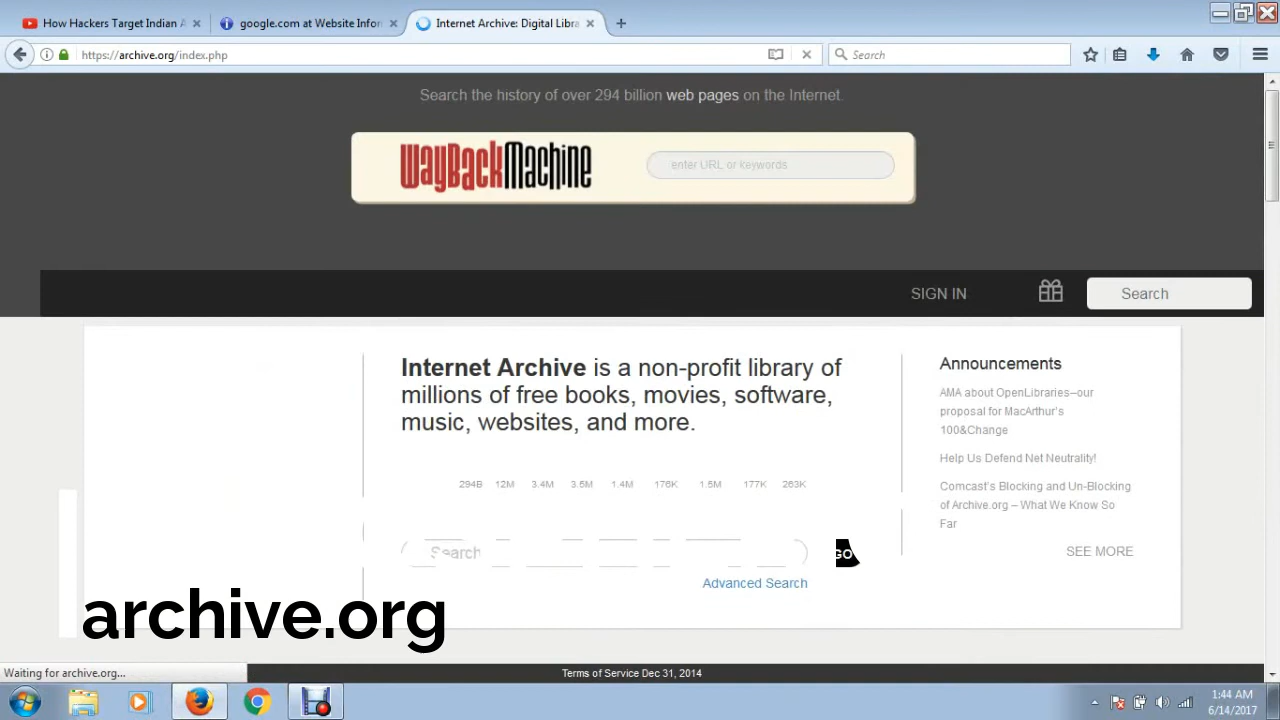 How Hackers Target Indian A
google.com at Website Infor
Internet Archive: Digital Libra
https://archive.org/index.php
Search
Search the history of over 294 billion web pages on the Internet.
WayBackMachine
enter URL or keywords
SIGN IN
Search
Internet Archive is a non-profit library of
millions of free books, movies, software,
music, websites, and more.
294B 12M 3.4M 3.5M 1.4M 176K 1.5M 177K 263K
Search
GO
Advanced Search
Announcements
AMA about OpenLibraries–our
proposal for MacArthur's
100&Change
Help Us Defend Net Neutrality!
Comcast's Blocking and Un-Blocking
of Archive.org – What We Know So
Far
SEE MORE
archive.org
Waiting for archive.org...
Terms of Service Dec 31, 2014
1:44 AM
6/14/2017